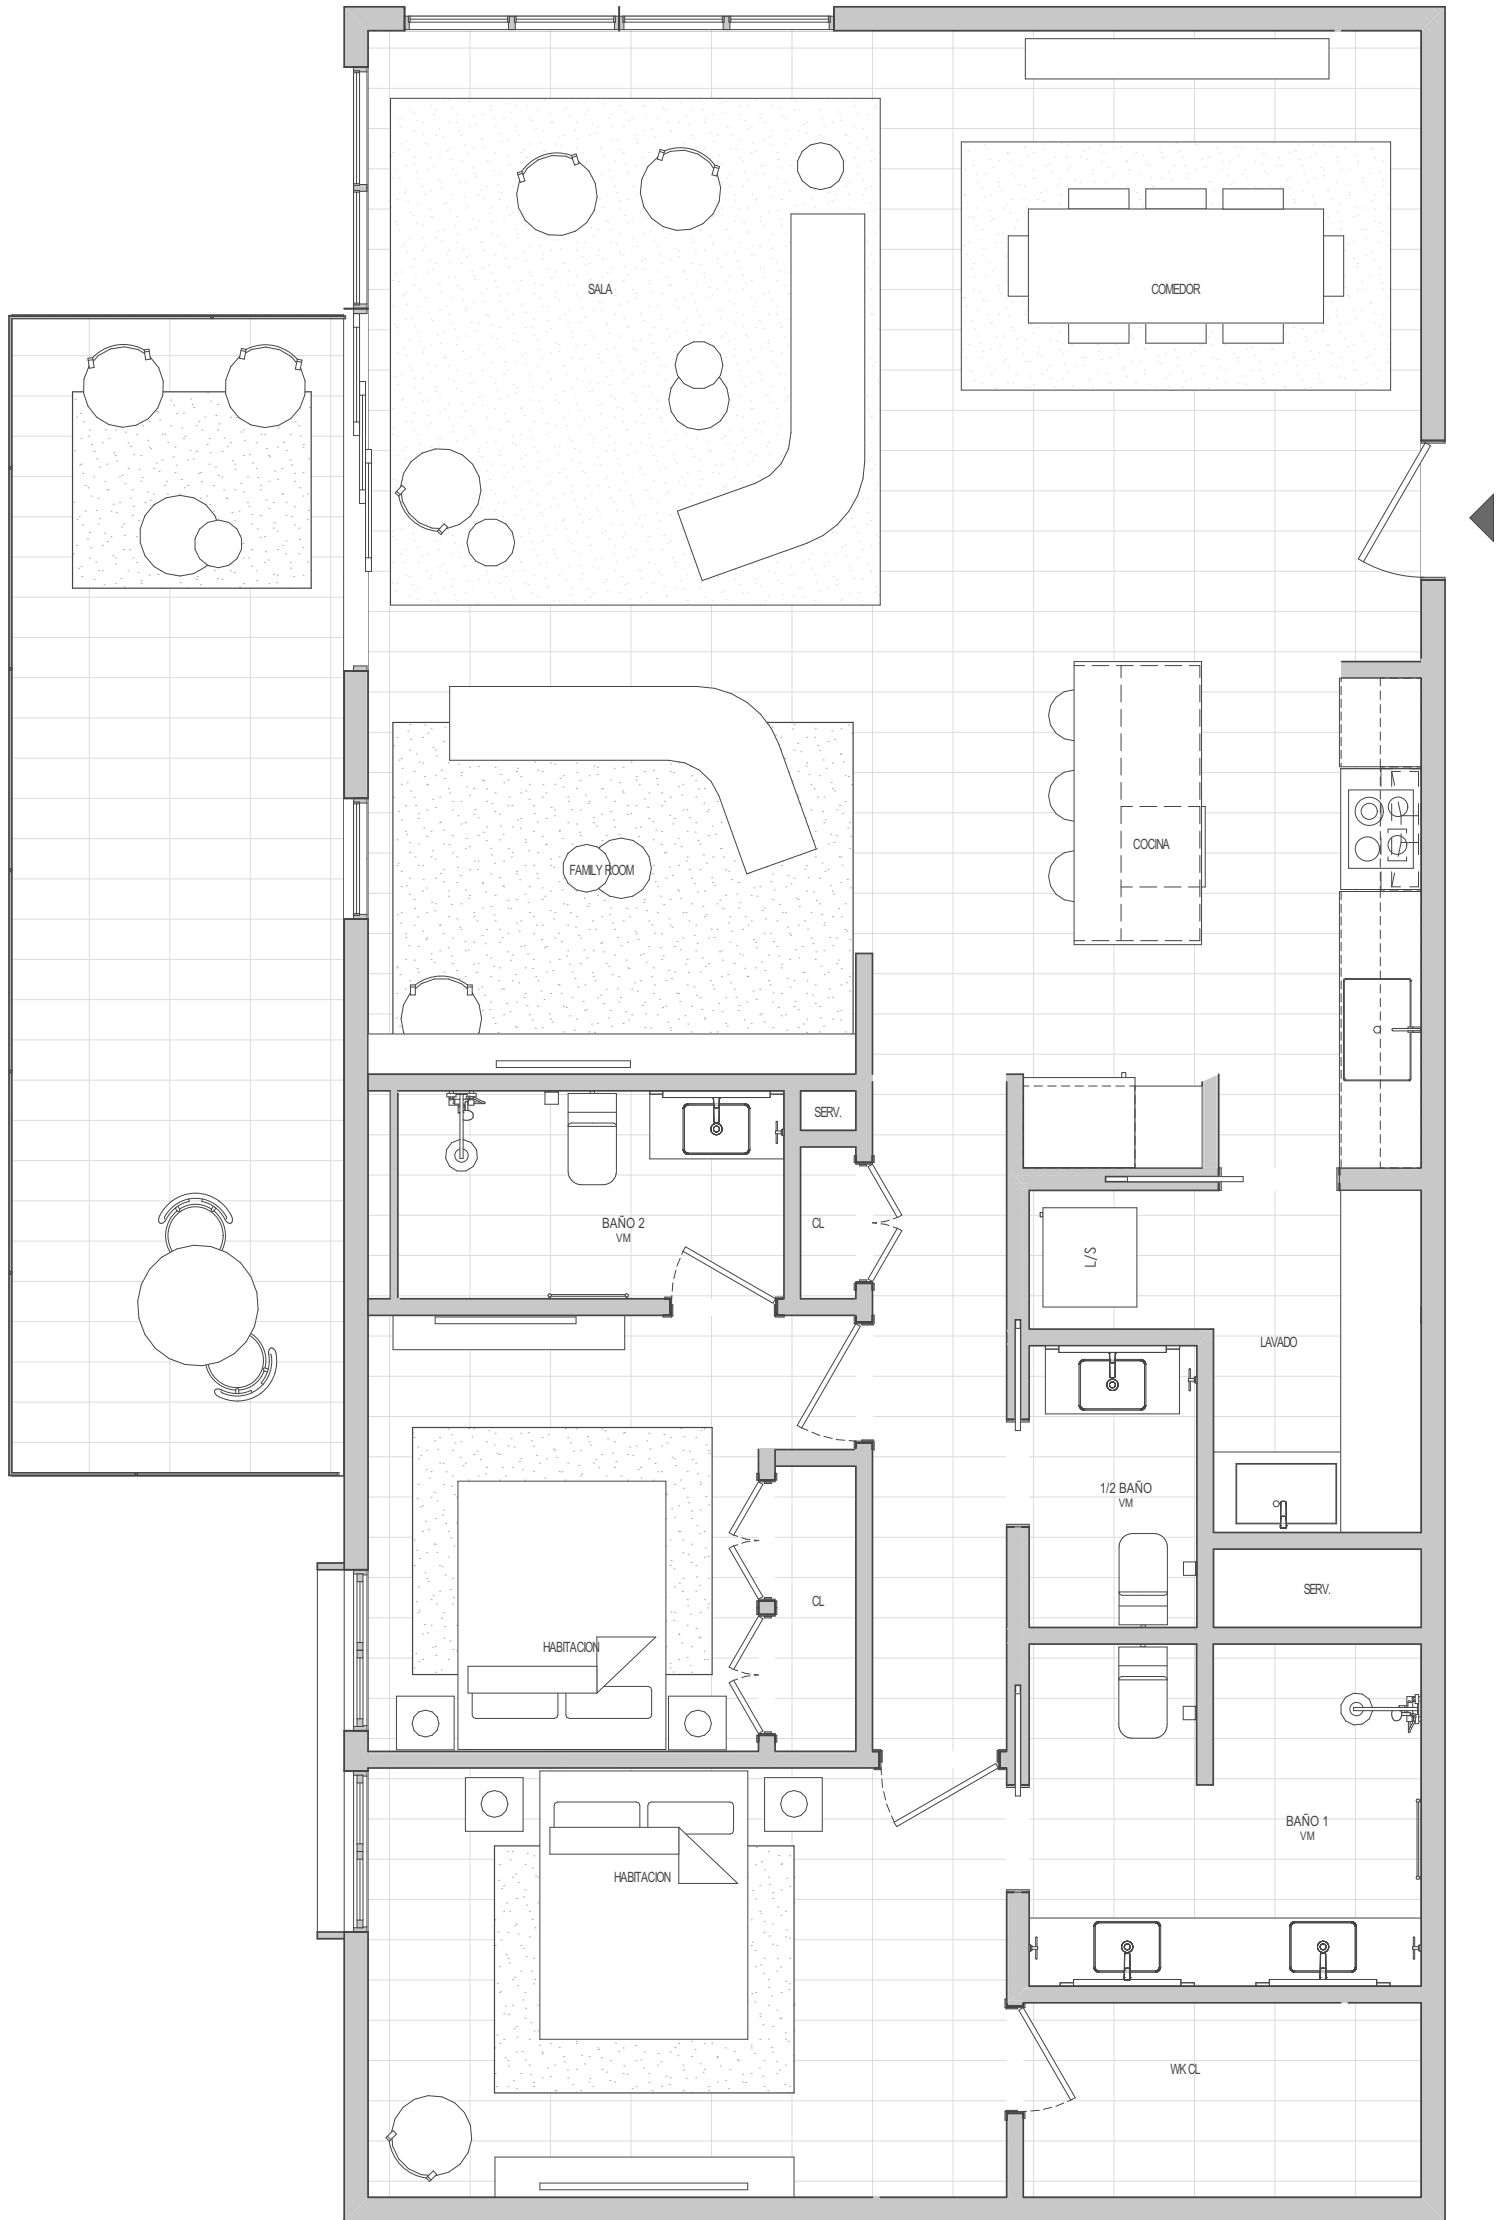 SALA
COMEDOR
COCINA
FAMILY ROOM
SERV.
BAÑO 2
VM
CL
L/S
LAVADO
1/2 BAÑO
VM
SERV.
CL
HABITACION
BAÑO 1
VM
HABITACION
WK CL